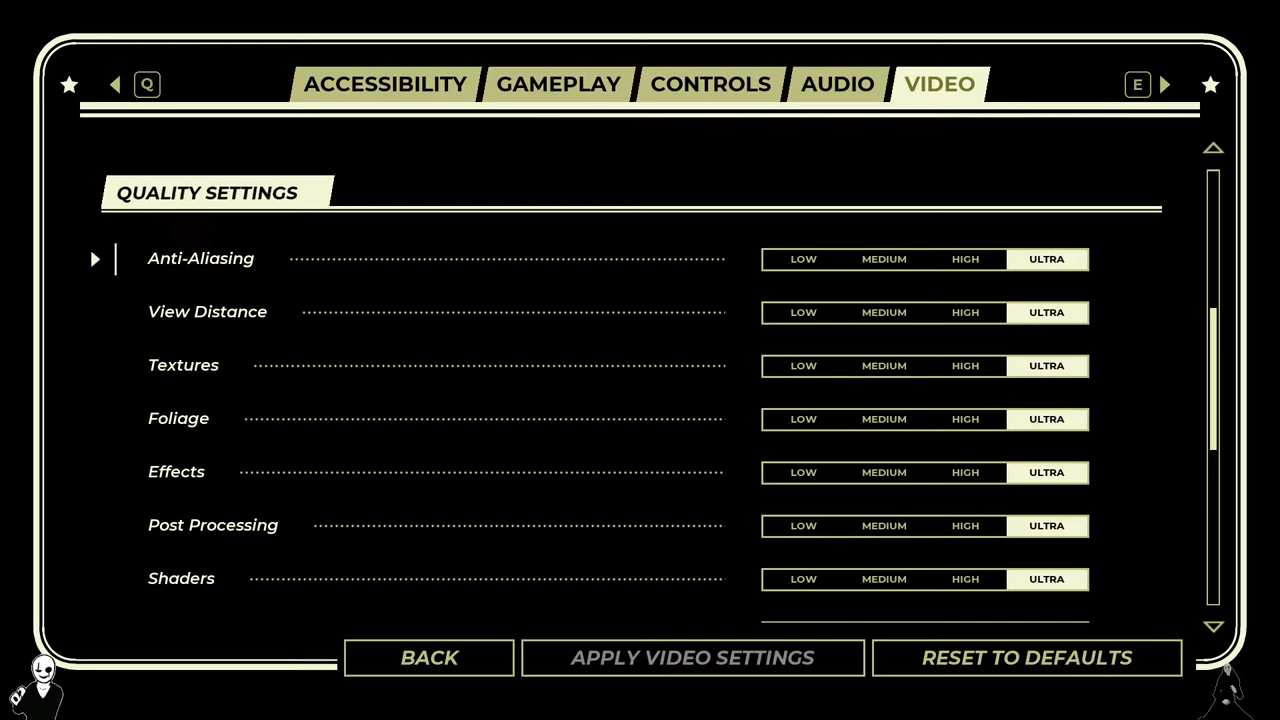 Q ACCESSIBILITY GAMEPLAY CONTROLS AUDIO VIDEO E
QUALITY SETTINGS
Anti-Aliasing LOW MEDIUM HIGH ULTRA
View Distance LOW MEDIUM HIGH ULTRA
Textures LOW MEDIUM HIGH ULTRA
Foliage LOW MEDIUM HIGH ULTRA
Effects LOW MEDIUM HIGH ULTRA
Post Processing LOW MEDIUM HIGH ULTRA
Shaders LOW MEDIUM HIGH ULTRA
BACK APPLY VIDEO SETTINGS RESET TO DEFAULTS